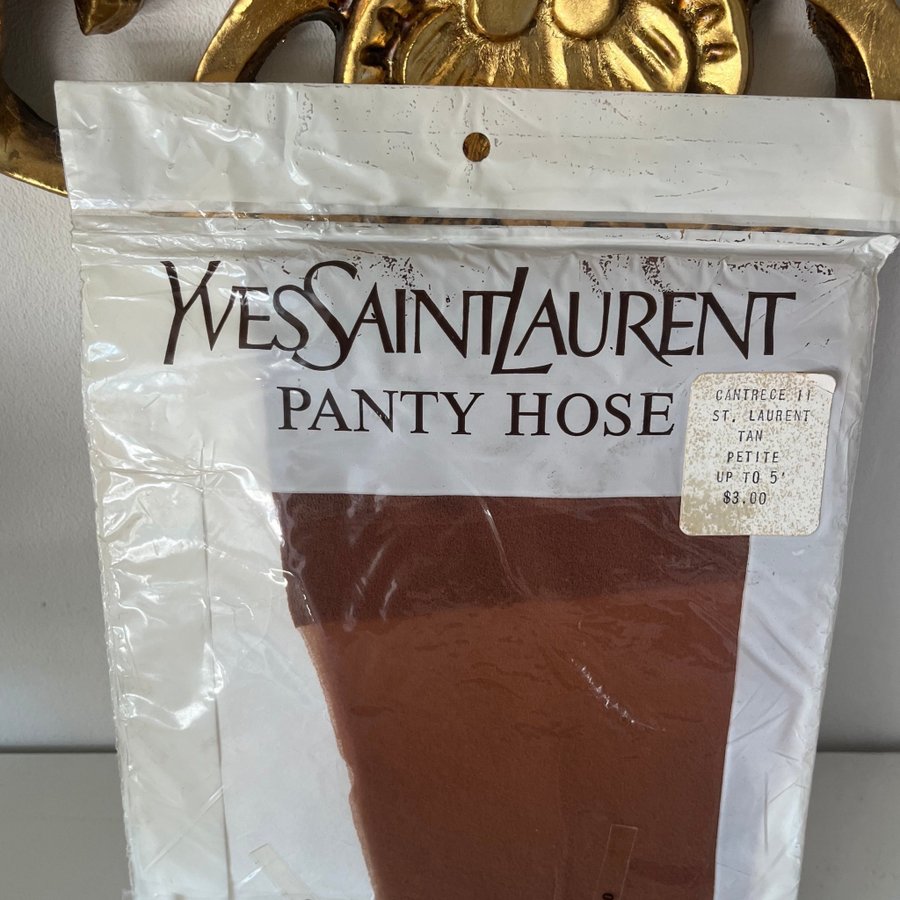 YVESSAINTLAURENT
PANTY HOSE
CANTRECE II
ST. LAURENT
TAN
PETITE
UP TO 5'
$3.00